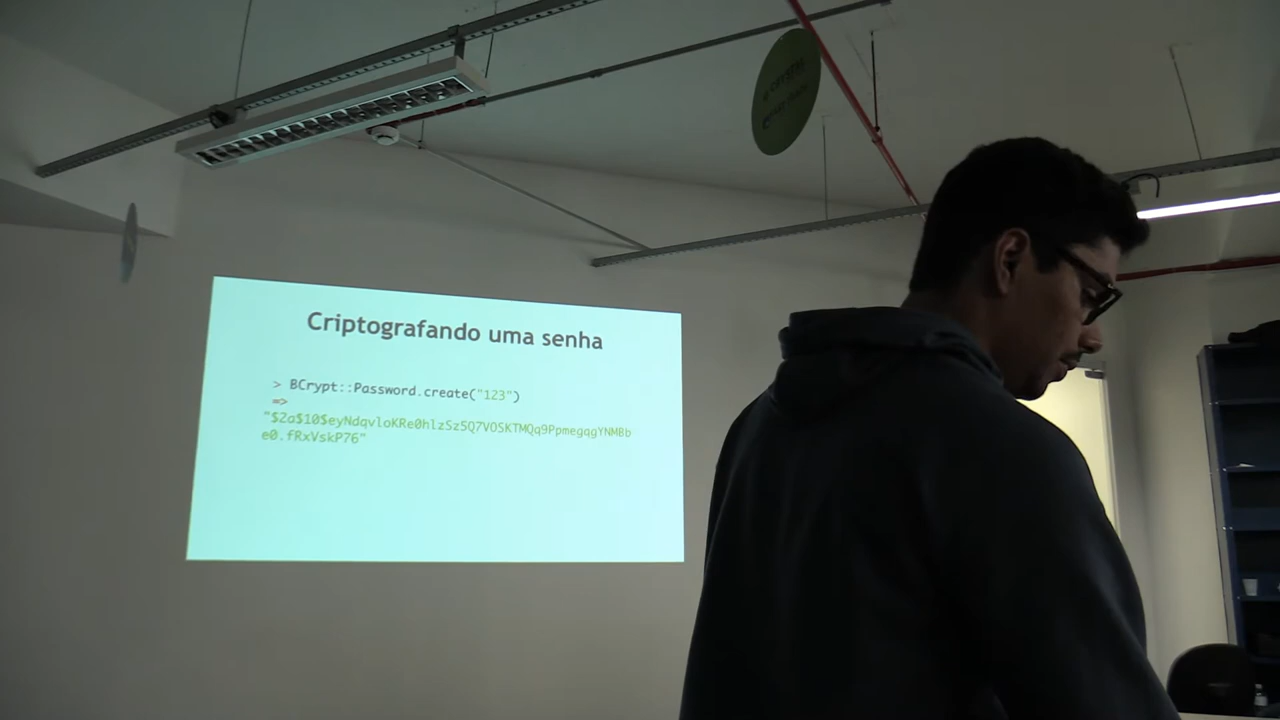 Criptografando uma senha
> BCrypt::Password.create("123")
=>
"$2a$10$eyNdqvloKRe0hlzSz5Q7VOSKTMQq9PpmegqgYNMBb
e0.fRxVskP76"